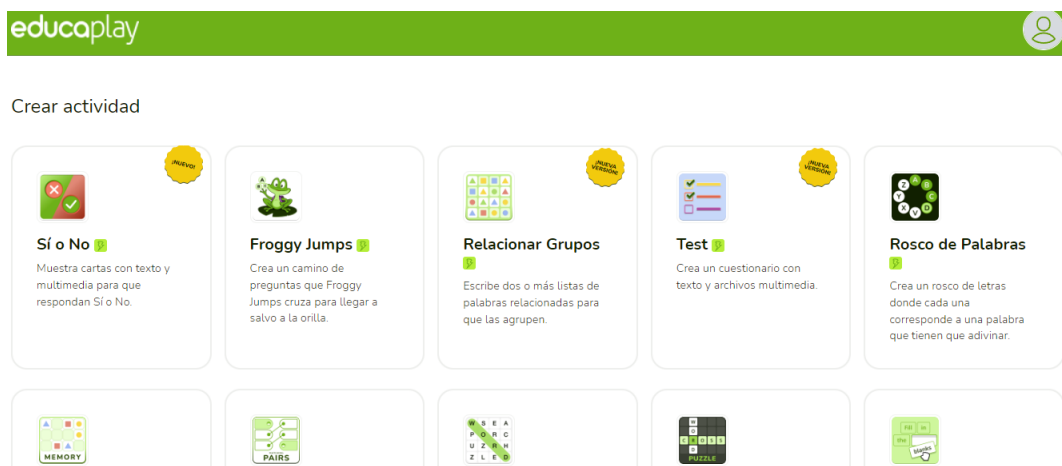 educaplay
Crear actividad
¡NUEVO!
Sí o No
Muestra cartas con texto y
multimedia para que
respondan Sí o No.
Froggy Jumps
Crea un camino de
preguntas que Froggy
Jumps cruza para llegar a
salvo a la orilla.
¡NUEVA
VERSIÓN!
Relacionar Grupos
Escribe dos o más listas de
palabras relacionadas para
que las agrupen.
¡NUEVA
VERSIÓN!
Test
Crea un cuestionario con
texto y archivos multimedia.
A
B
C
D
V
X
Y
Z
Rosco de Palabras
Crea un rosco de letras
donde cada una
corresponde a una palabra
que tienen que adivinar.
MEMORY
PAIRS
W S E A
P O R C
U Z R H
Z L E D
W
O
C R O S S
D
PUZZLE
Fill in
the blanks